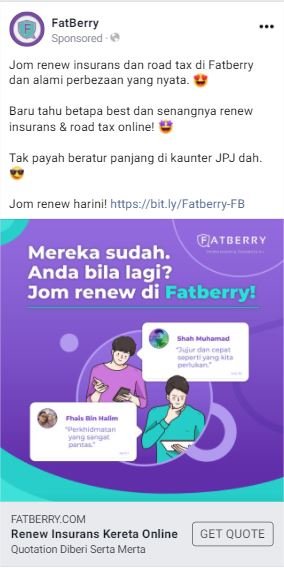 FatBerry
Sponsored ·
Jom renew insurans dan road tax di Fatberry
dan alami perbezaan yang nyata.
Baru tahu betapa best dan senangnya renew
insurans & road tax online!
Tak payah beratur panjang di kaunter JPJ dah.
Jom renew harini! https://bit.ly/Fatberry-FB
FATBERRY
Mereka sudah.
Anda bila lagi?
Jom renew di Fatberry!
Shah Muhamad
"Jujur dan cepat
seperti yang kita
perlukan."
Fhais Bin Halim
"Perkhidmatan
yang sangat
pantas."
FATBERRY.COM
Renew Insurans Kereta Online
Quotation Diberi Serta Merta
GET QUOTE